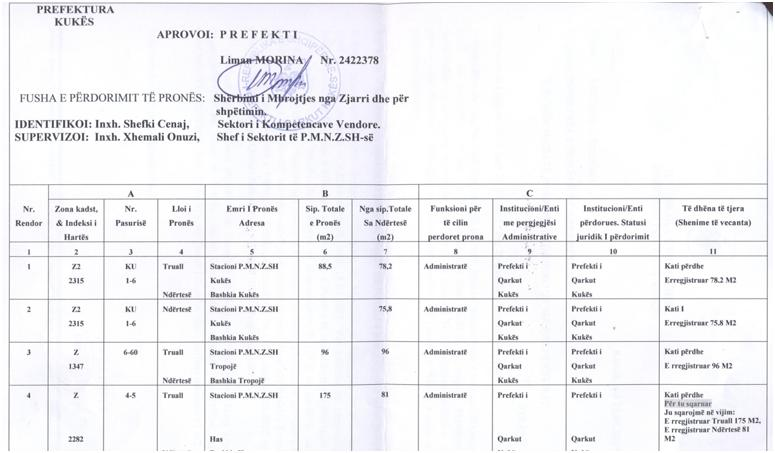 PREFEKTURA
KUKËS
APROVOI: P R E F E K T I
Liman MORINA Nr. 2422378
FUSHA E PËRDORIMIT TË PRONËS: Shërbimi i Mbrojtjes nga Zjarri dhe për
shpëtimin.
IDENTIFIKOI: Inxh. Shefki Cenaj, Sektori i Kompetencave Vendore.
SUPERVIZOI: Inxh. Xhemali Onuzi, Shef i Sektorit të P.M.N.Z.SH-së
A B C
Nr. Zona kadst, Nr. Lloi i Emri I Pronës Sip. Totale Nga sip.Totale Funksioni për Institucioni/Enti Institucioni/Enti Të dhëna të tjera
Rendor & Indeksi i Pasurisë Pronës Adresa e Pronës Sa Ndërtesë të cilin me pergjegjësi përdorues. Statusi (Shenime të vecanta)
Hartës (m2) (m2) perdoret prona Administrative juridik I përdorimit
1 2 3 4 5 6 7 8 9 10 11
1 Z2 KU Truall Stacioni P.M.N.Z.SH 88,5 78,2 Administratë Prefekti i Prefekti i Kati përdhe
2315 1-6 Kukës Qarkut Qarkut Erregjistruar 78.2 M2
Ndërtesë Bashkia Kukës Kukës Kukës
2 Z2 KU Ndërtesë Stacioni P.M.N.Z.SH 75,8 Administratë Prefekti i Prefekti i Kati I
2315 1-6 Kukës Qarkut Qarkut Erregjistruar 75.8 M2
Bashkia Kukës Kukës Kukës
3 Z 6-60 Truall Stacioni P.M.N.Z.SH 96 96 Administratë Prefekti i Prefekti i Kati përdhe
1347 Tropojë Qarkut Qarkut E rregjistruar 96 M2
Ndërtesë Bashkia Tropojë Kukës Kukës
4 Z 4-5 Truall Stacioni P.M.N.Z.SH 175 81 Administratë Prefekti i Prefekti i Kati përdhe
Për tu sqaruar
Ju sqarojmë në vijim:
E rregjistruar Truall 175 M2,
E rregjistruar Ndërtesë 81
2282 Has Qarkut Qarkut M2